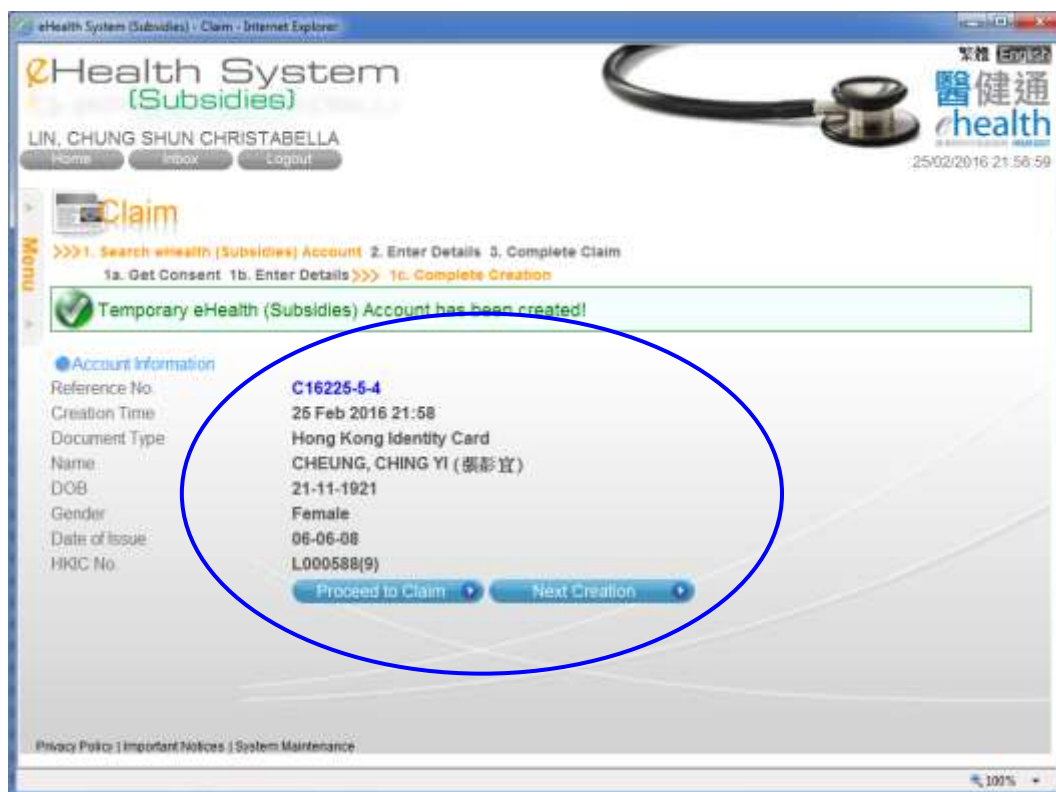 eHealth System (Subsidies) - Claim - Internet Explorer
eHealth System
(Subsidies)
繁體 English
醫健通
ehealth
LIN, CHUNG SHUN CHRISTABELLA
Home Inbox Logout
25/02/2016 21:56:59
Menu
Claim
>>>1. Search eHealth (Subsidies) Account 2. Enter Details 3. Complete Claim
1a. Get Consent 1b. Enter Details >>> 1c. Complete Creation
Temporary eHealth (Subsidies) Account has been created!
Account Information
Reference No. C16225-5-4
Creation Time 25 Feb 2016 21:58
Document Type Hong Kong Identity Card
Name CHEUNG, CHING YI (張影宜)
DOB 21-11-1921
Gender Female
Date of Issue 06-06-08
HKIC No. L000588(9)
Proceed to Claim Next Creation
Privacy Policy | Important Notices | System Maintenance
100%